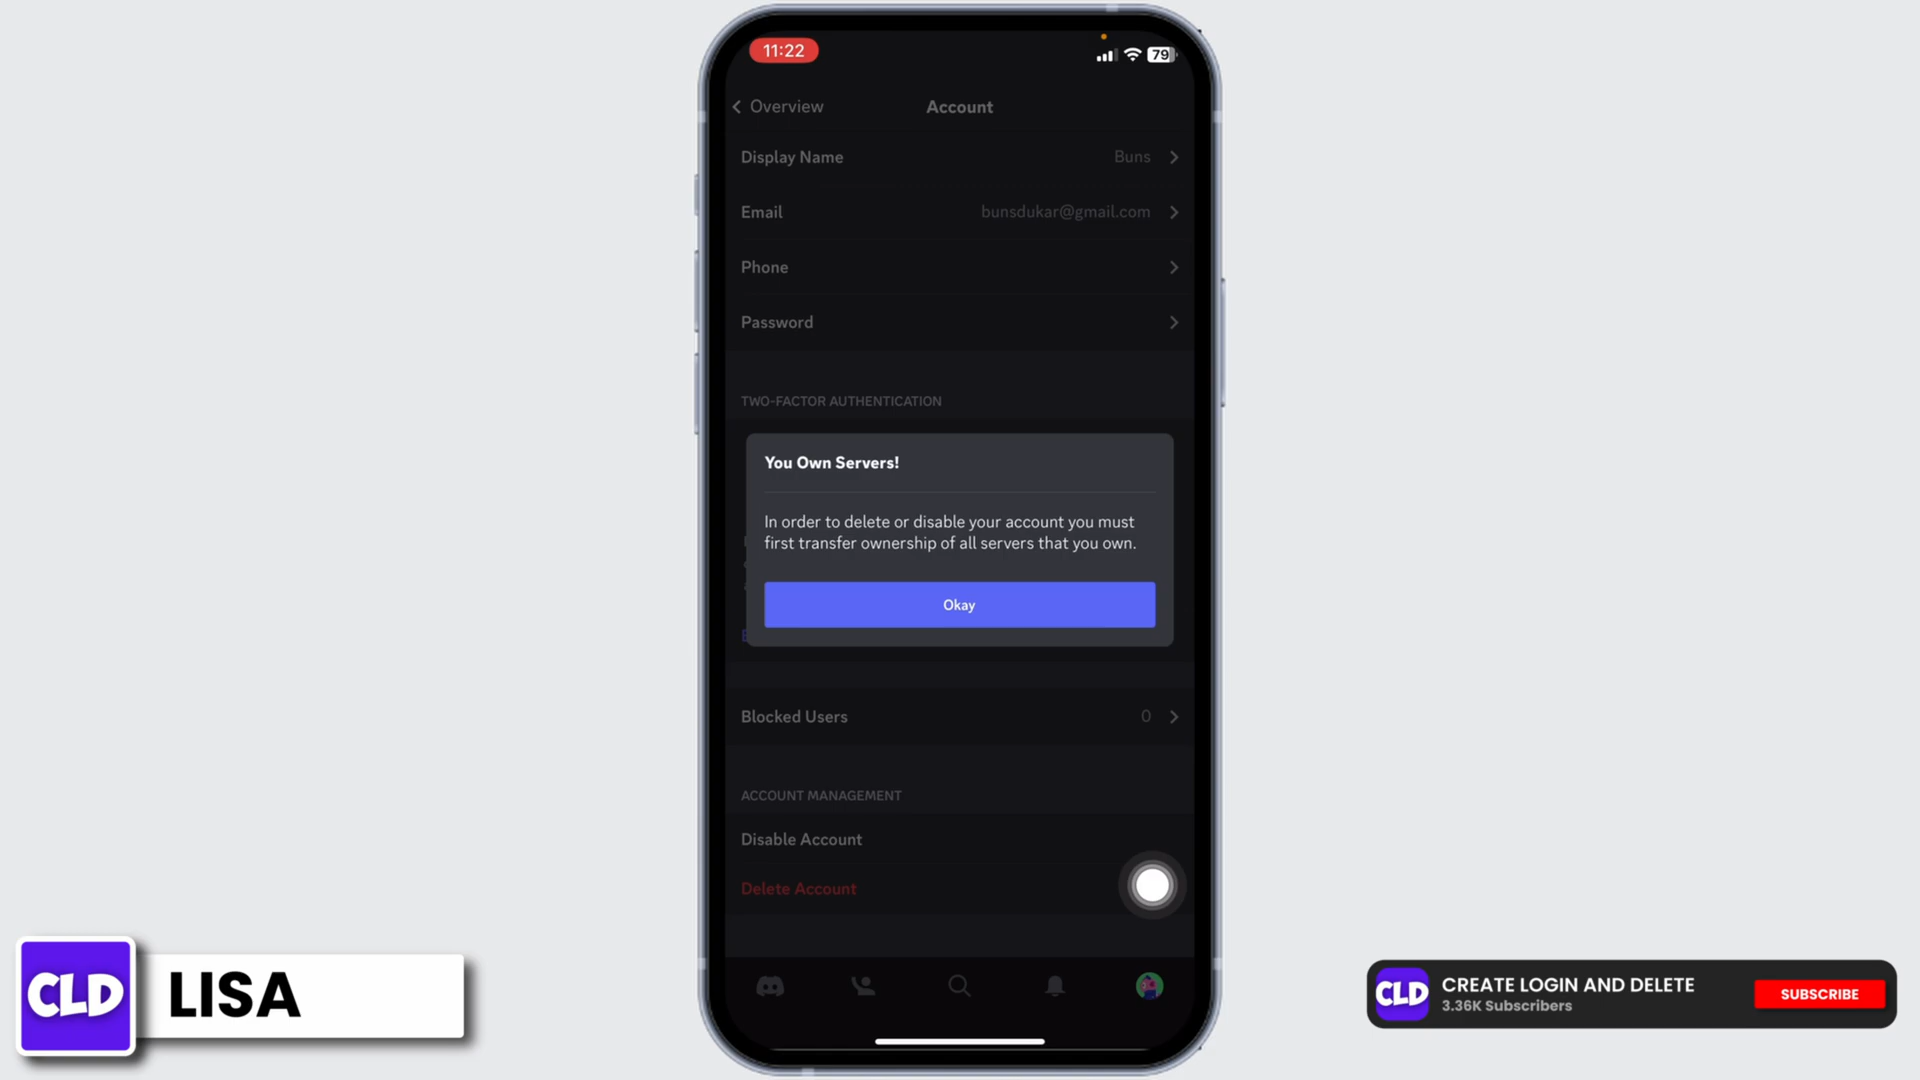 11:22
79
Overview
Account
Display Name
Buns
Email
bunsdukar@gmail.com
Phone
Password
TWO-FACTOR AUTHENTICATION
You Own Servers!
In order to delete or disable your account you must
first transfer ownership of all servers that you own.
Okay
Blocked Users
0
ACCOUNT MANAGEMENT
Disable Account
Delete Account
CLD
LISA
CLD
CREATE LOGIN AND DELETE
3.36K Subscribers
SUBSCRIBE